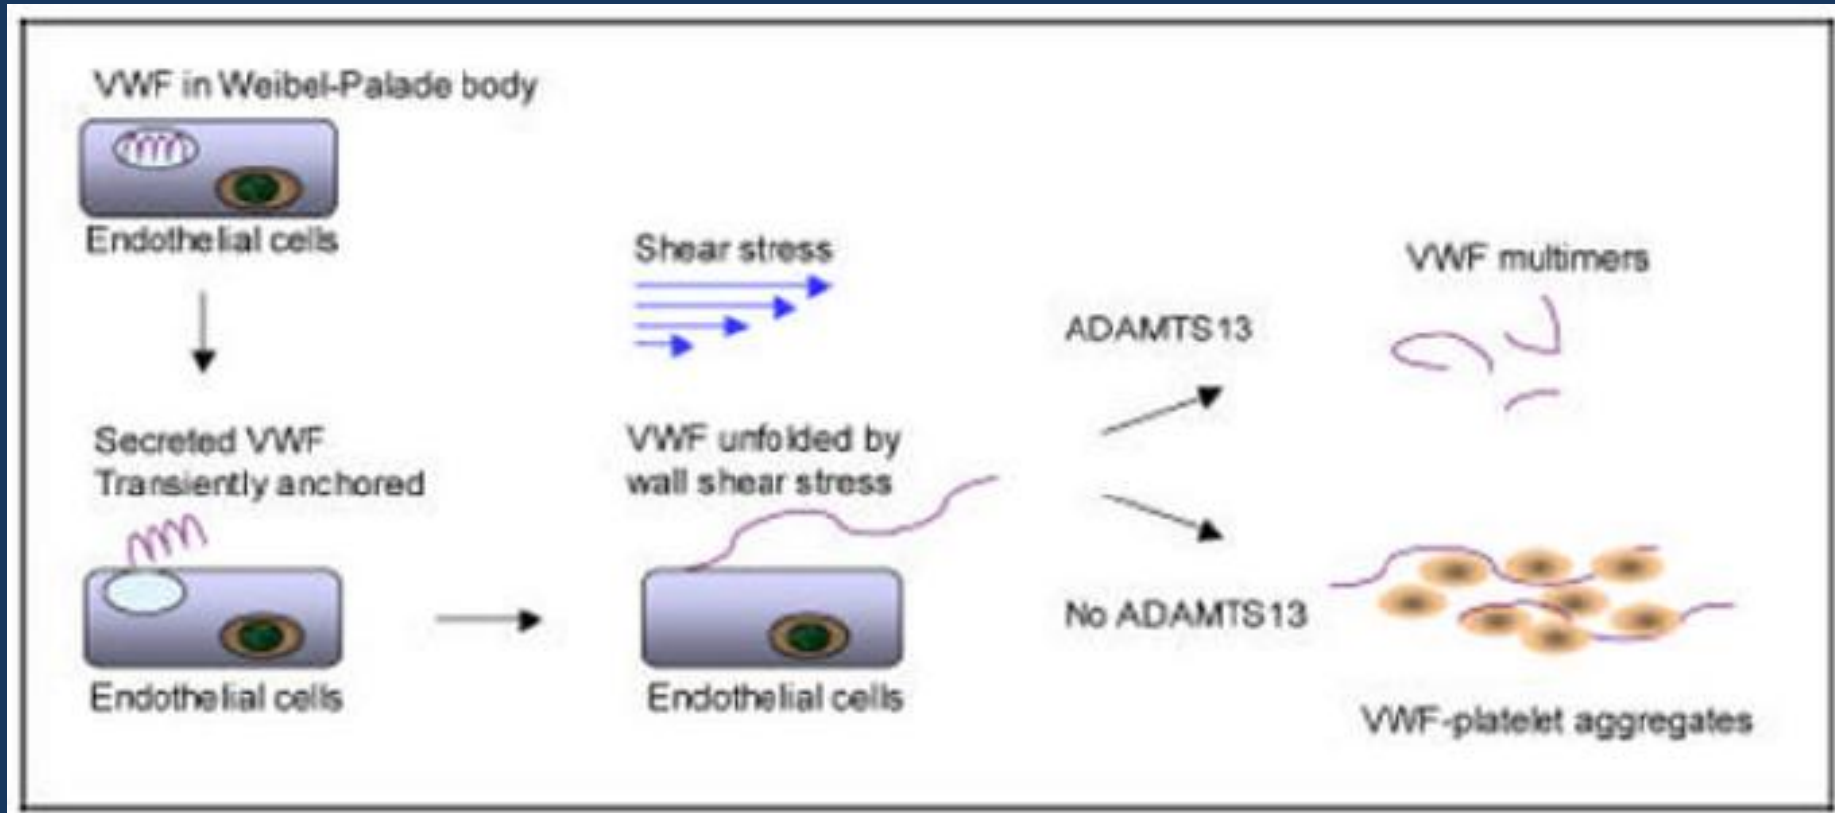 VWF in Weibel-Palade body
Endothelial cells
Secreted VWF
Transiently anchored
Endothelial cells
Shear stress
VWF unfolded by
wall shear stress
Endothelial cells
ADAMTS13
No ADAMTS13
VWF multimers
VWF-platelet aggregates